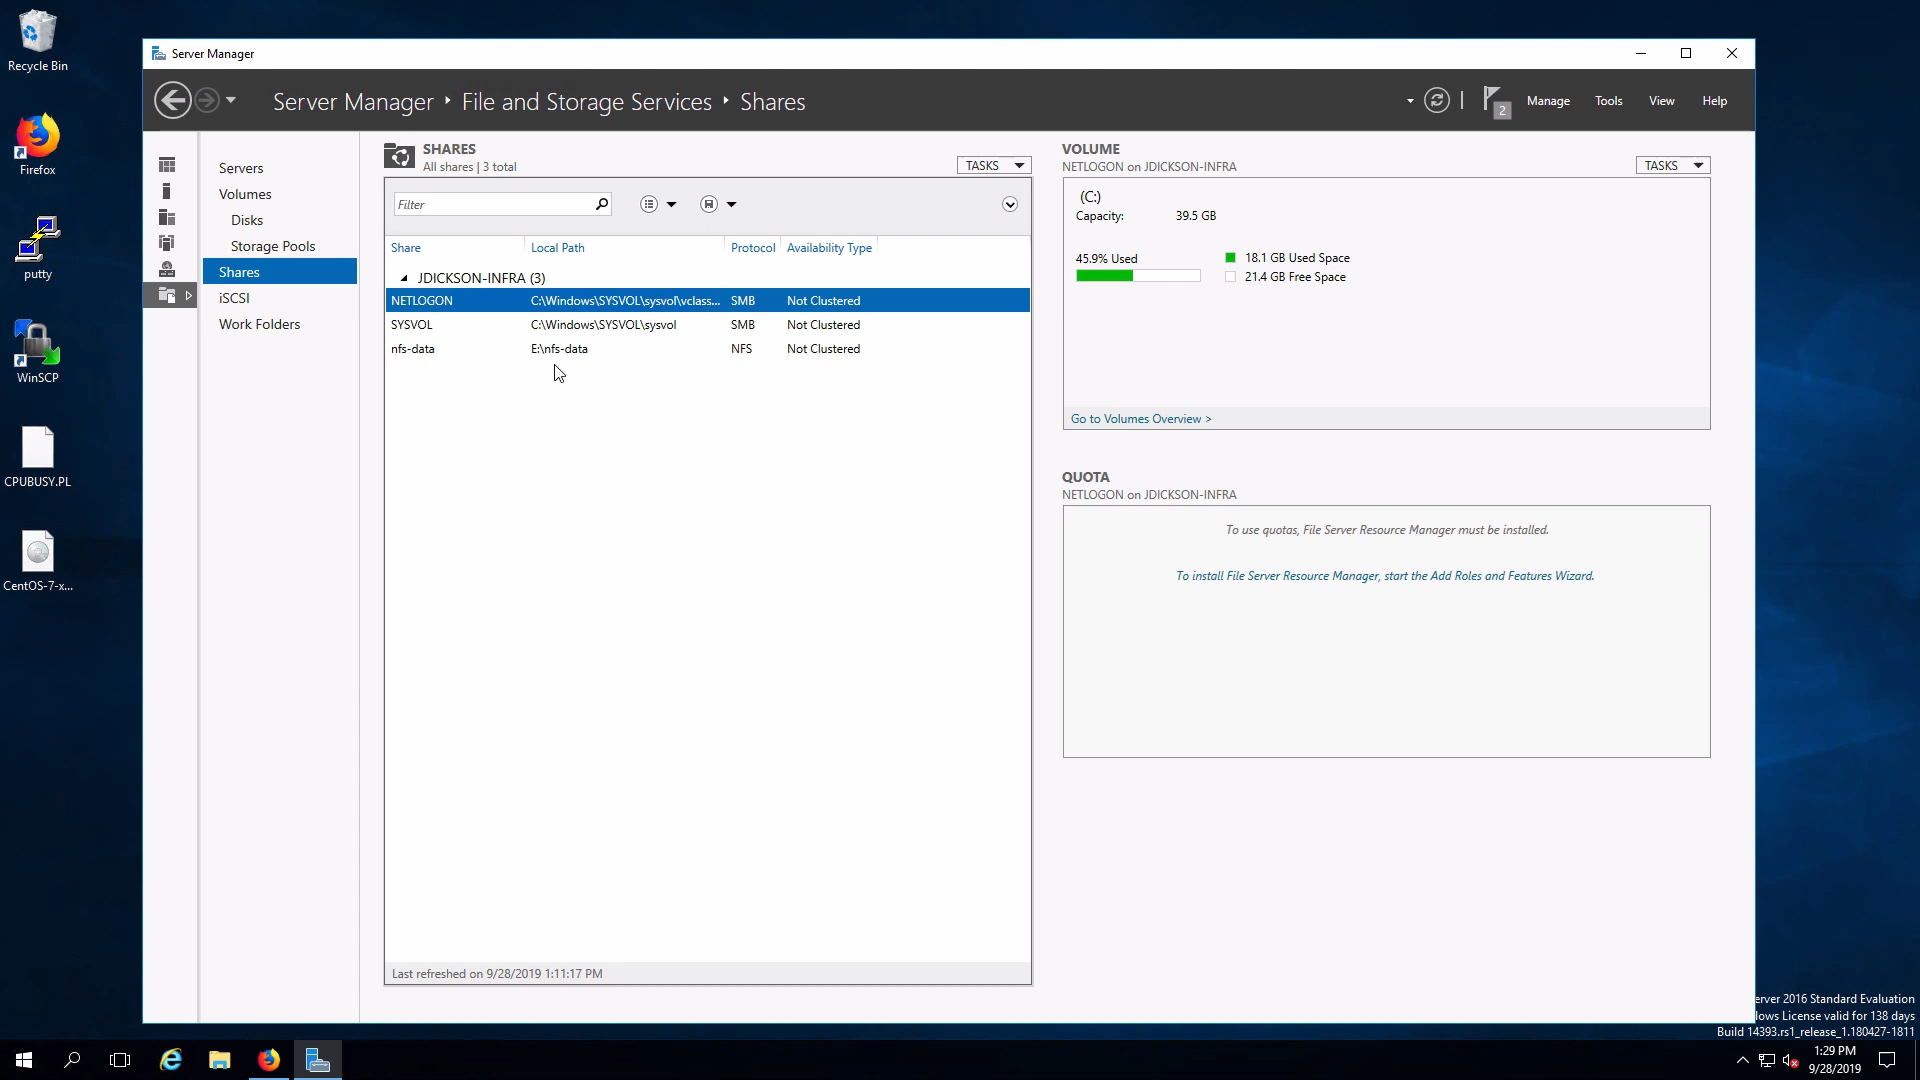 Recycle Bin
Firefox
putty
WinSCP
CPUBUSY.PL
CentOS-7-x...
Server Manager
Server Manager ‣ File and Storage Services ‣ Shares
2
Manage
Tools
View
Help
Servers
Volumes
Disks
Storage Pools
Shares
iSCSI
Work Folders
SHARES
All shares | 3 total
TASKS
Filter
Share Local Path Protocol Availability Type
JDICKSON-INFRA (3)
NETLOGON C:\Windows\SYSVOL\sysvol\vclass... SMB Not Clustered
SYSVOL C:\Windows\SYSVOL\sysvol SMB Not Clustered
nfs-data E:\nfs-data NFS Not Clustered
Last refreshed on 9/28/2019 1:11:17 PM
VOLUME
NETLOGON on JDICKSON-INFRA
TASKS
(C:)
Capacity: 39.5 GB
45.9% Used
18.1 GB Used Space
21.4 GB Free Space
Go to Volumes Overview >
QUOTA
NETLOGON on JDICKSON-INFRA
To use quotas, File Server Resource Manager must be installed.
To install File Server Resource Manager, start the Add Roles and Features Wizard.
2016 Standard Evaluation
License valid for 138 days
Build 14393.rs1_release_1.180427-1811
1:29 PM
9/28/2019